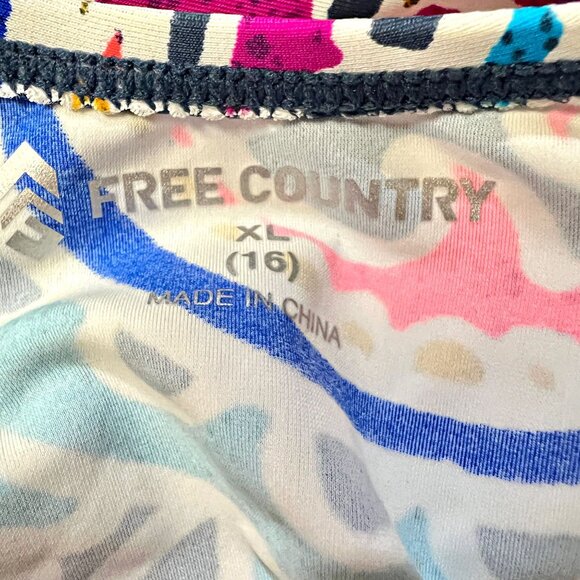 FREE COUNTRY
XL
(16)
MADE IN CHINA